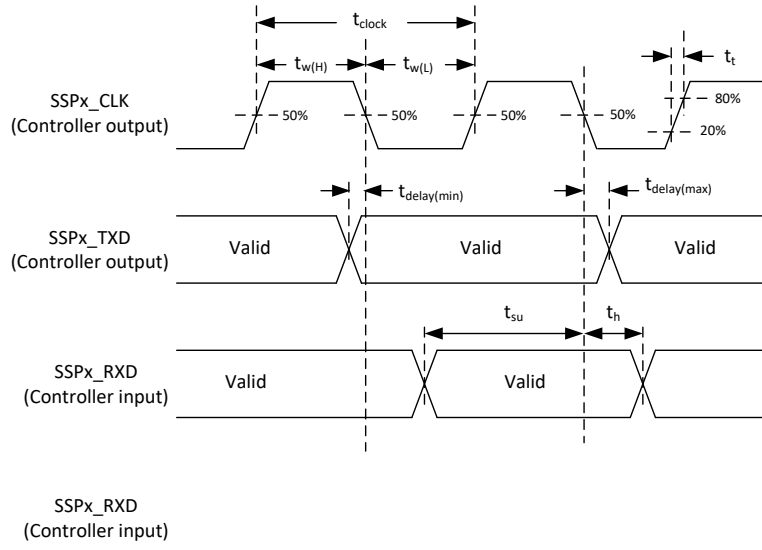 t_clock
t_w(H) t_w(L) t_t
SSPx_CLK
(Controller output)
50% 50% 50% 50% 80%
20%
t_delay(min) t_delay(max)
SSPx_TXD
(Controller output)
Valid Valid Valid
t_su t_h
SSPx_RXD
(Controller input)
Valid Valid
SSPx_RXD
(Controller input)